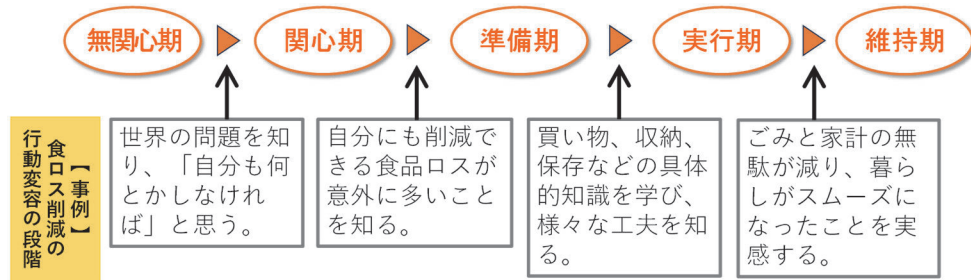 無関心期
関心期
準備期
実行期
維持期
【事例】
食ロス削減の
行動変容の段階
世界の問題を知
り、「自分も何
とかしなけれ
ば」と思う。
自分にも削減で
きる食品ロスが
意外に多いこと
を知る。
買い物、収納、
保存などの具体
的知識を学び、
様々な工夫を知
る。
ごみと家計の無
駄が減り、暮ら
しがスムーズに
なったことを実
感する。